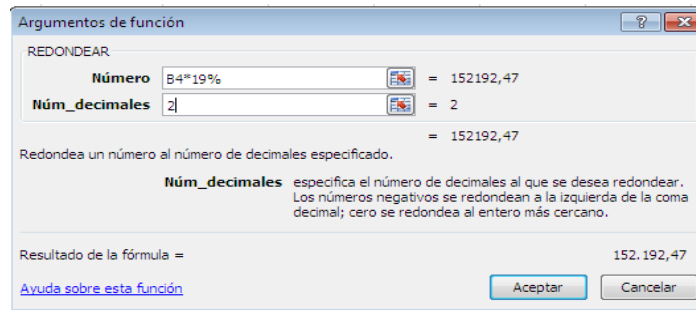 Argumentos de función
REDONDEAR
Número B4*19% = 152192,47
Núm_decimales 2 = 2
= 152192,47
Redondea un número al número de decimales especificado.
Núm_decimales especifica el número de decimales al que se desea redondear.
Los números negativos se redondean a la izquierda de la coma
decimal; cero se redondea al entero más cercano.
Resultado de la fórmula = 152.192,47
Ayuda sobre esta función Aceptar Cancelar